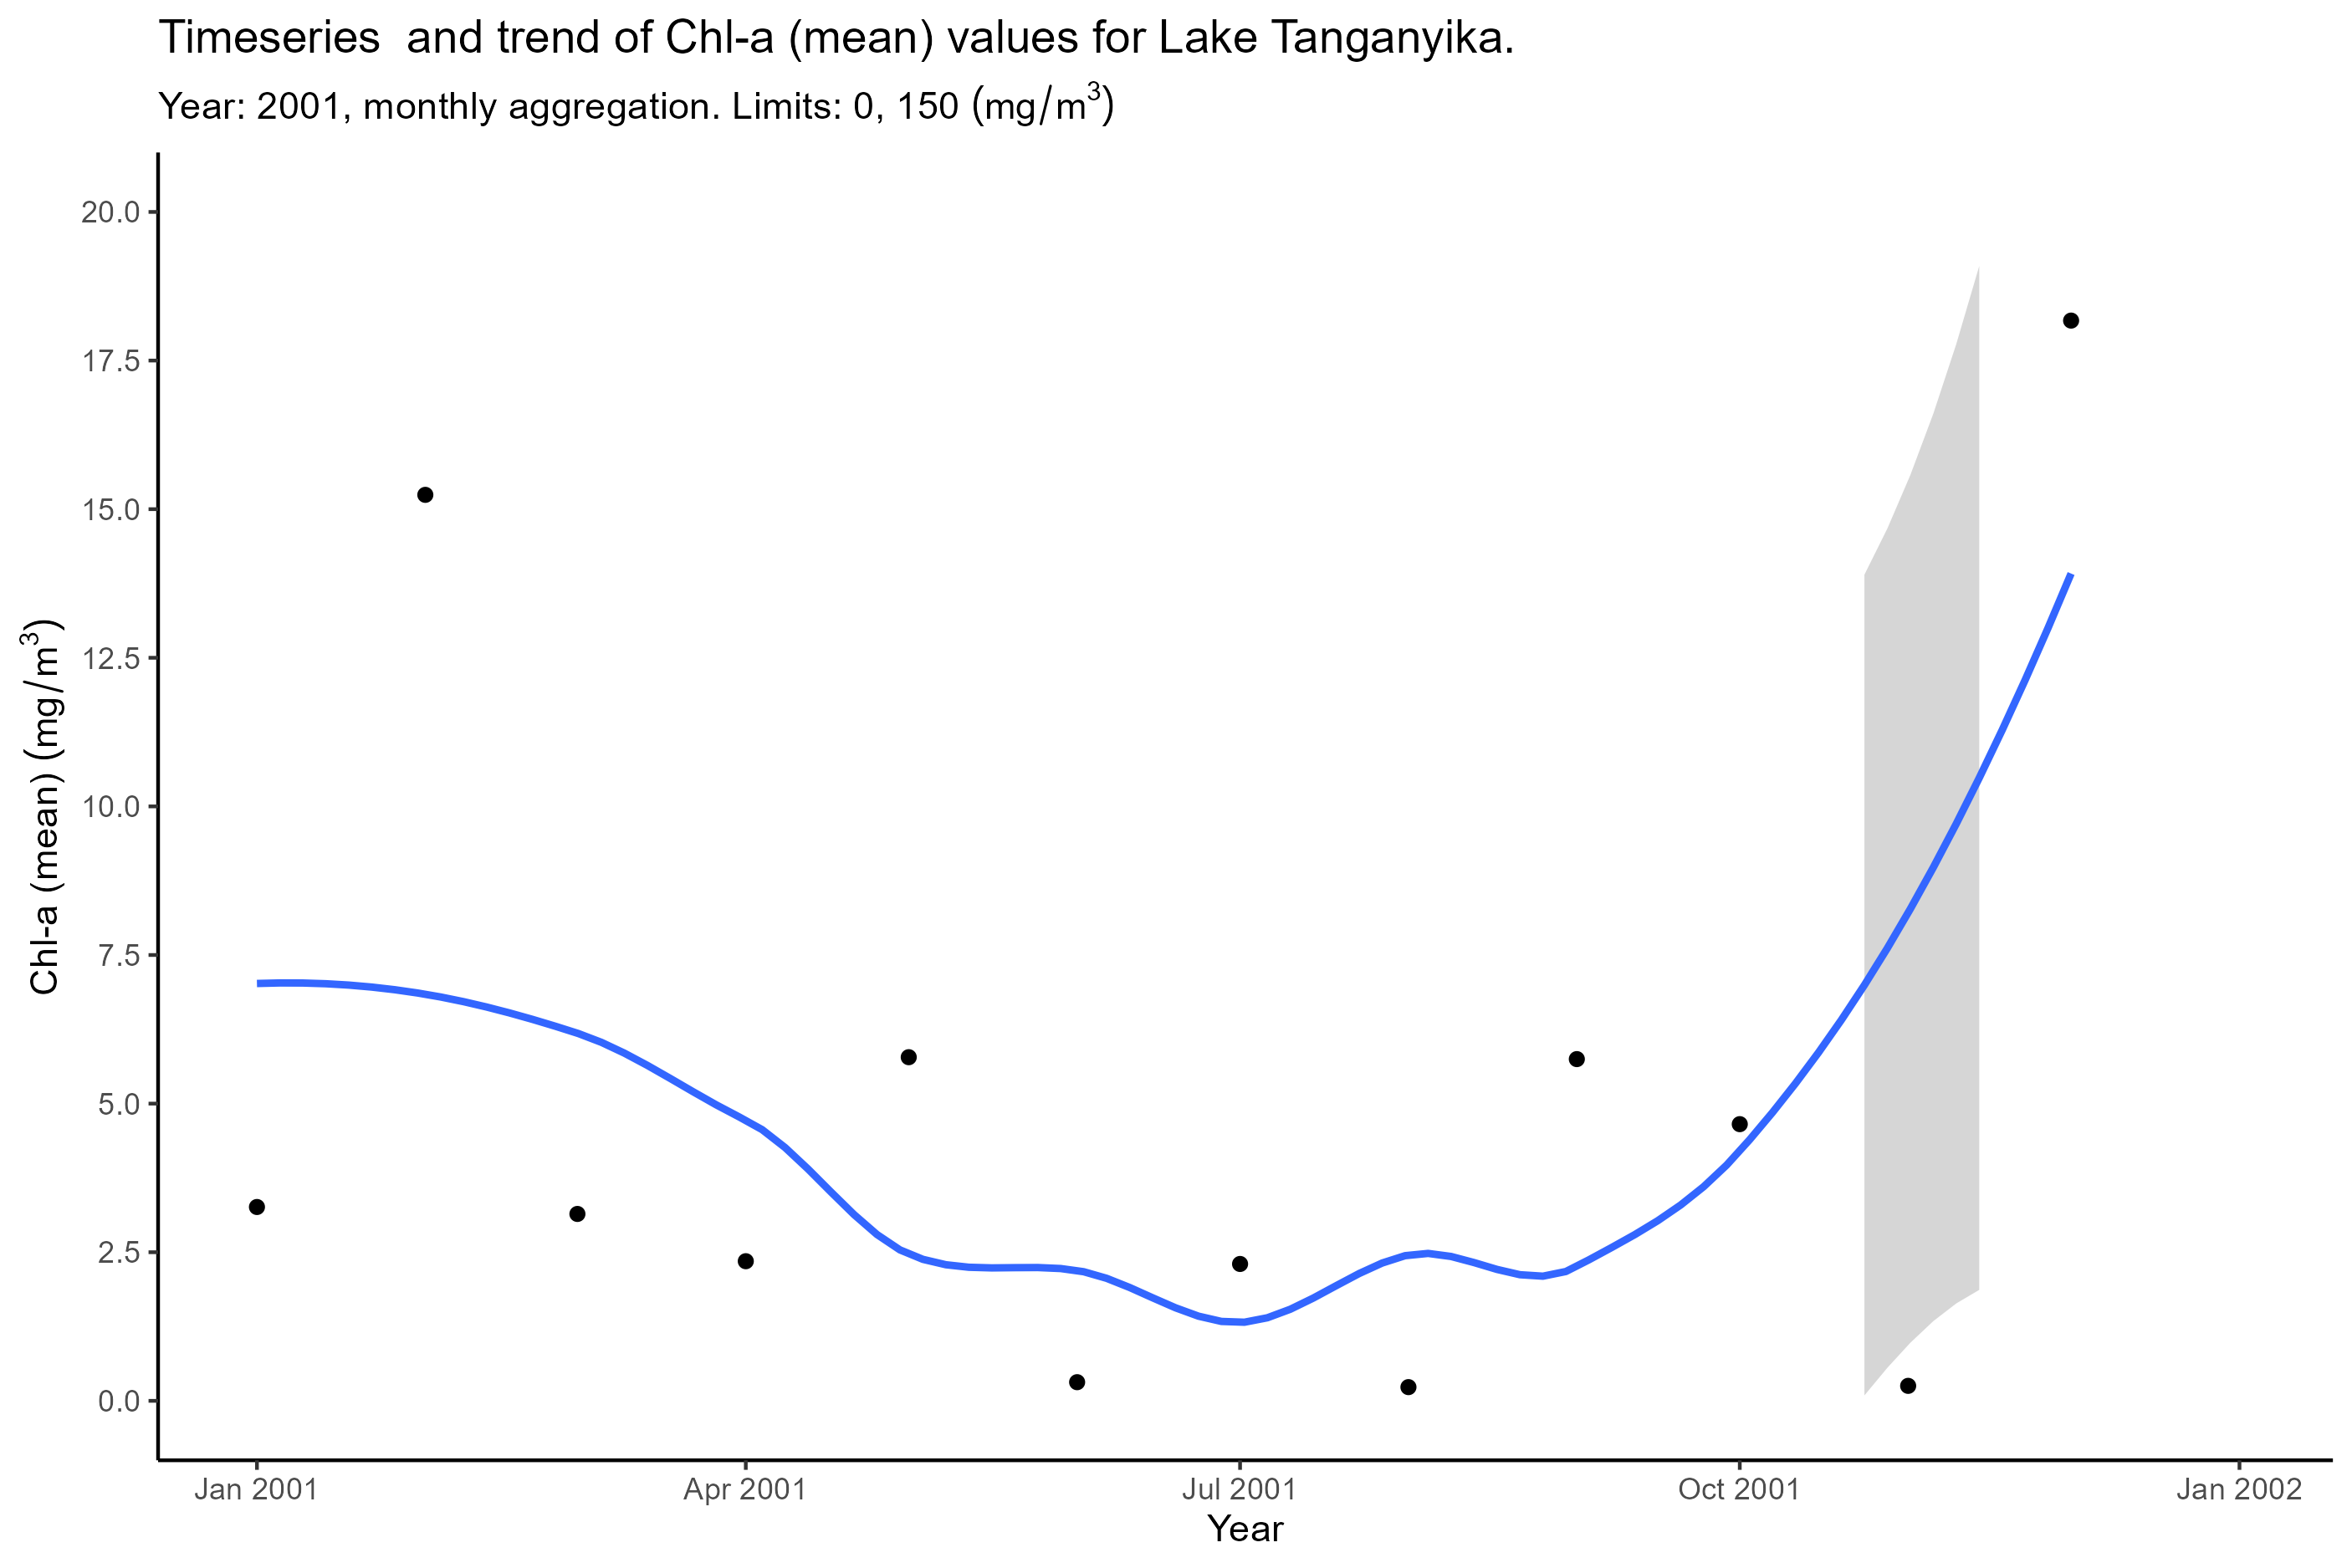 Timeseries  and trend of Chl-a (mean) values for Lake Tanganyika.
Year: 2001, monthly aggregation. Limits: 0, 150 (mg/m³)
Chl-a (mean) (mg/m³)
20.0
17.5
15.0
12.5
10.0
7.5
5.0
2.5
0.0
Jan 2001
Apr 2001
Jul 2001
Oct 2001
Jan 2002
Year